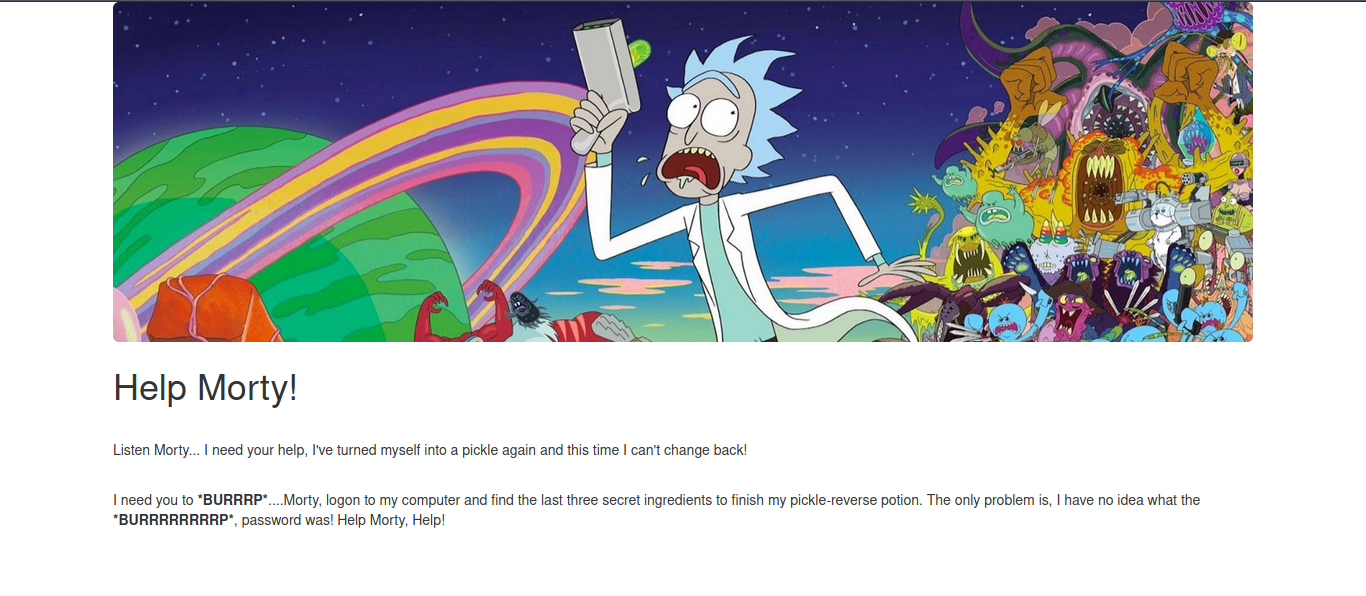 Help Morty!
Listen Morty... I need your help, I've turned myself into a pickle again and this time I can't change back!
I need you to *BURRRP*....Morty, logon to my computer and find the last three secret ingredients to finish my pickle-reverse potion. The only problem is, I have no idea what the
*BURRRRRRRRP*, password was! Help Morty, Help!